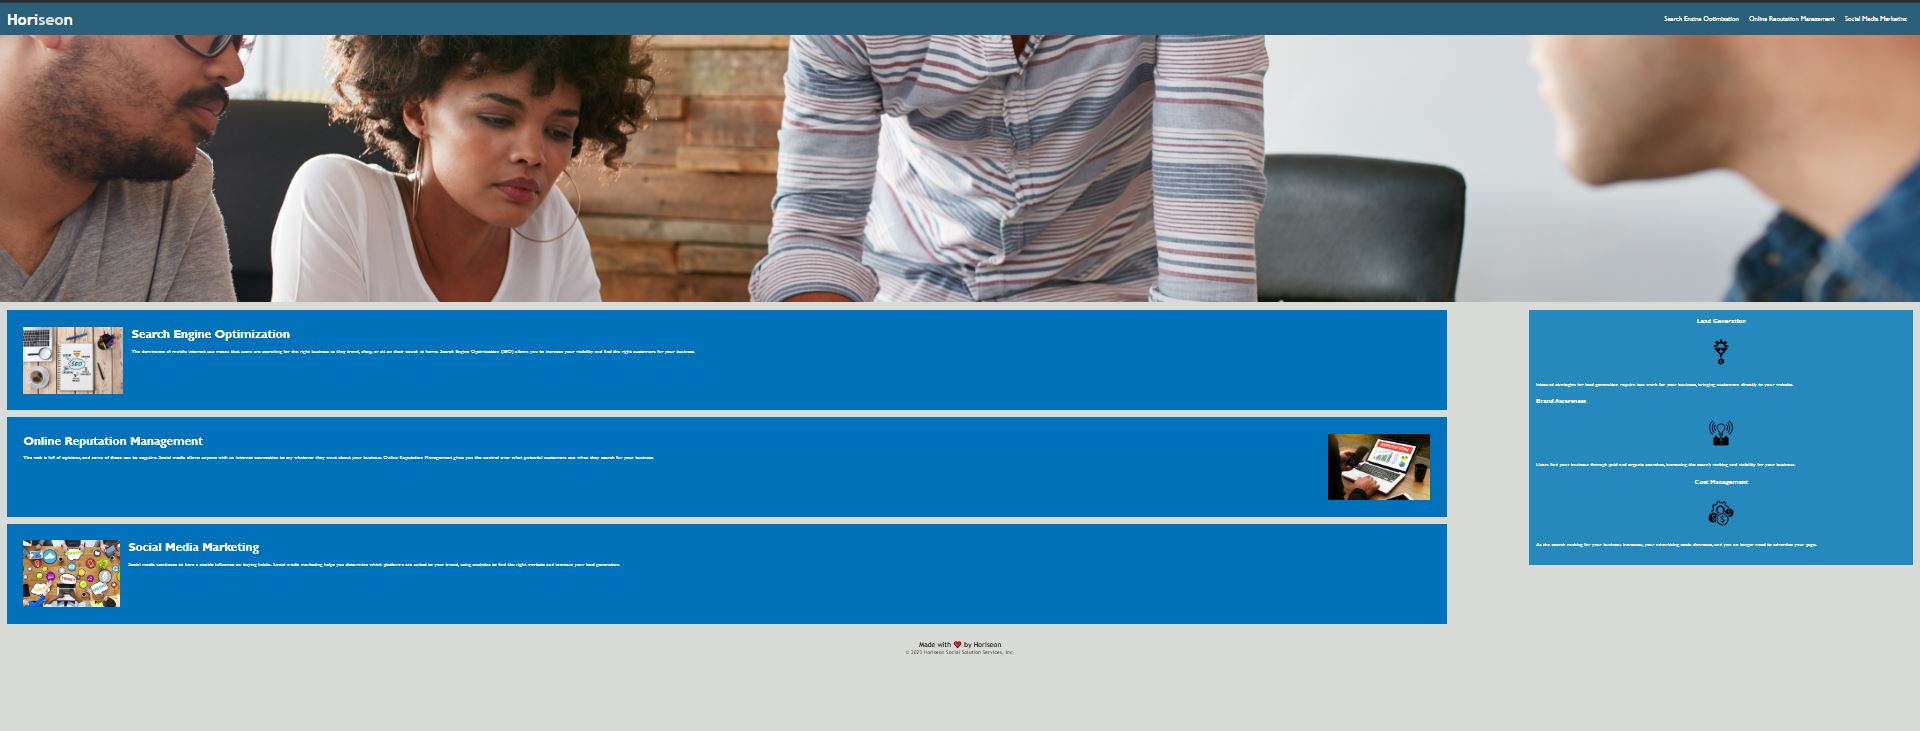 Horiseon
Search Engine Optimization Online Reputation Management Social Media Marketing
Search Engine Optimization
The dominance of mobile internet use means that users are searching for the right business as they travel, shop, or sit on their couch at home. Search Engine Optimization (SEO) allows you to increase your visibility and find the right customers for your business.
SEO
Online Reputation Management
The web is full of opinions, and some of these can be negative. Social media allows anyone with an internet connection to say whatever they want about your business. Online Reputation Management gives you the control over what potential customers see when they search for your business.
REPUTATION
Social Media Marketing
Social media continues to have a sizable influence on buying habits. Social media marketing helps you determine which platforms are suited to your brand, using analytics to find the right markets and increase your lead generation.
Lead Generation
Inbound strategies for lead generation require less work for your business, bringing customers directly to your website.
Brand Awareness
Users find your business through paid and organic searches, increasing the search ranking and visibility for your business.
Cost Management
As the search ranking for your business increases, your advertising costs decrease, and you no longer need to advertise your page.
Made with ❤️ by Horiseon
© 2023 Horiseon Social Solution Services, Inc.